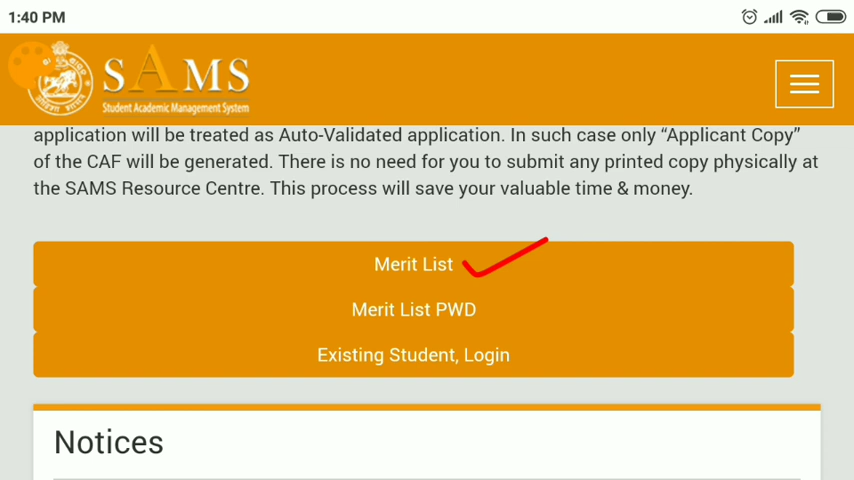 1:40 PM
SAMS
Student Academic Management System
application will be treated as Auto-Validated application. In such case only “Applicant Copy”
of the CAF will be generated. There is no need for you to submit any printed copy physically at
the SAMS Resource Centre. This process will save your valuable time & money.
Merit List
Merit List PWD
Existing Student, Login
Notices